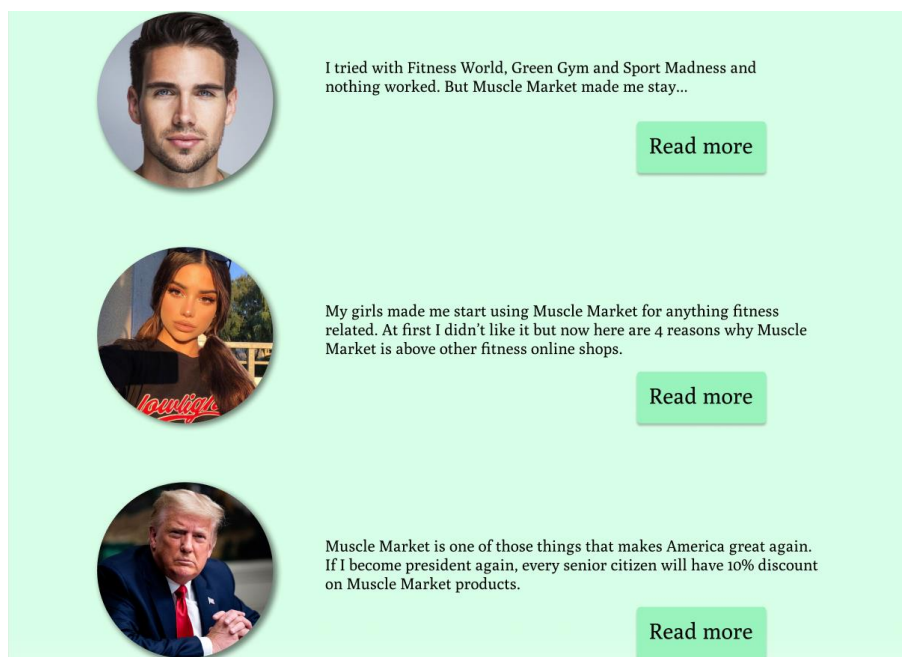 I tried with Fitness World, Green Gym and Sport Madness and
nothing worked. But Muscle Market made me stay...
Read more
My girls made me start using Muscle Market for anything fitness
related. At first I didn't like it but now here are 4 reasons why Muscle
Market is above other fitness online shops.
Read more
Muscle Market is one of those things that makes America great again.
If I become president again, every senior citizen will have 10% discount
on Muscle Market products.
Read more